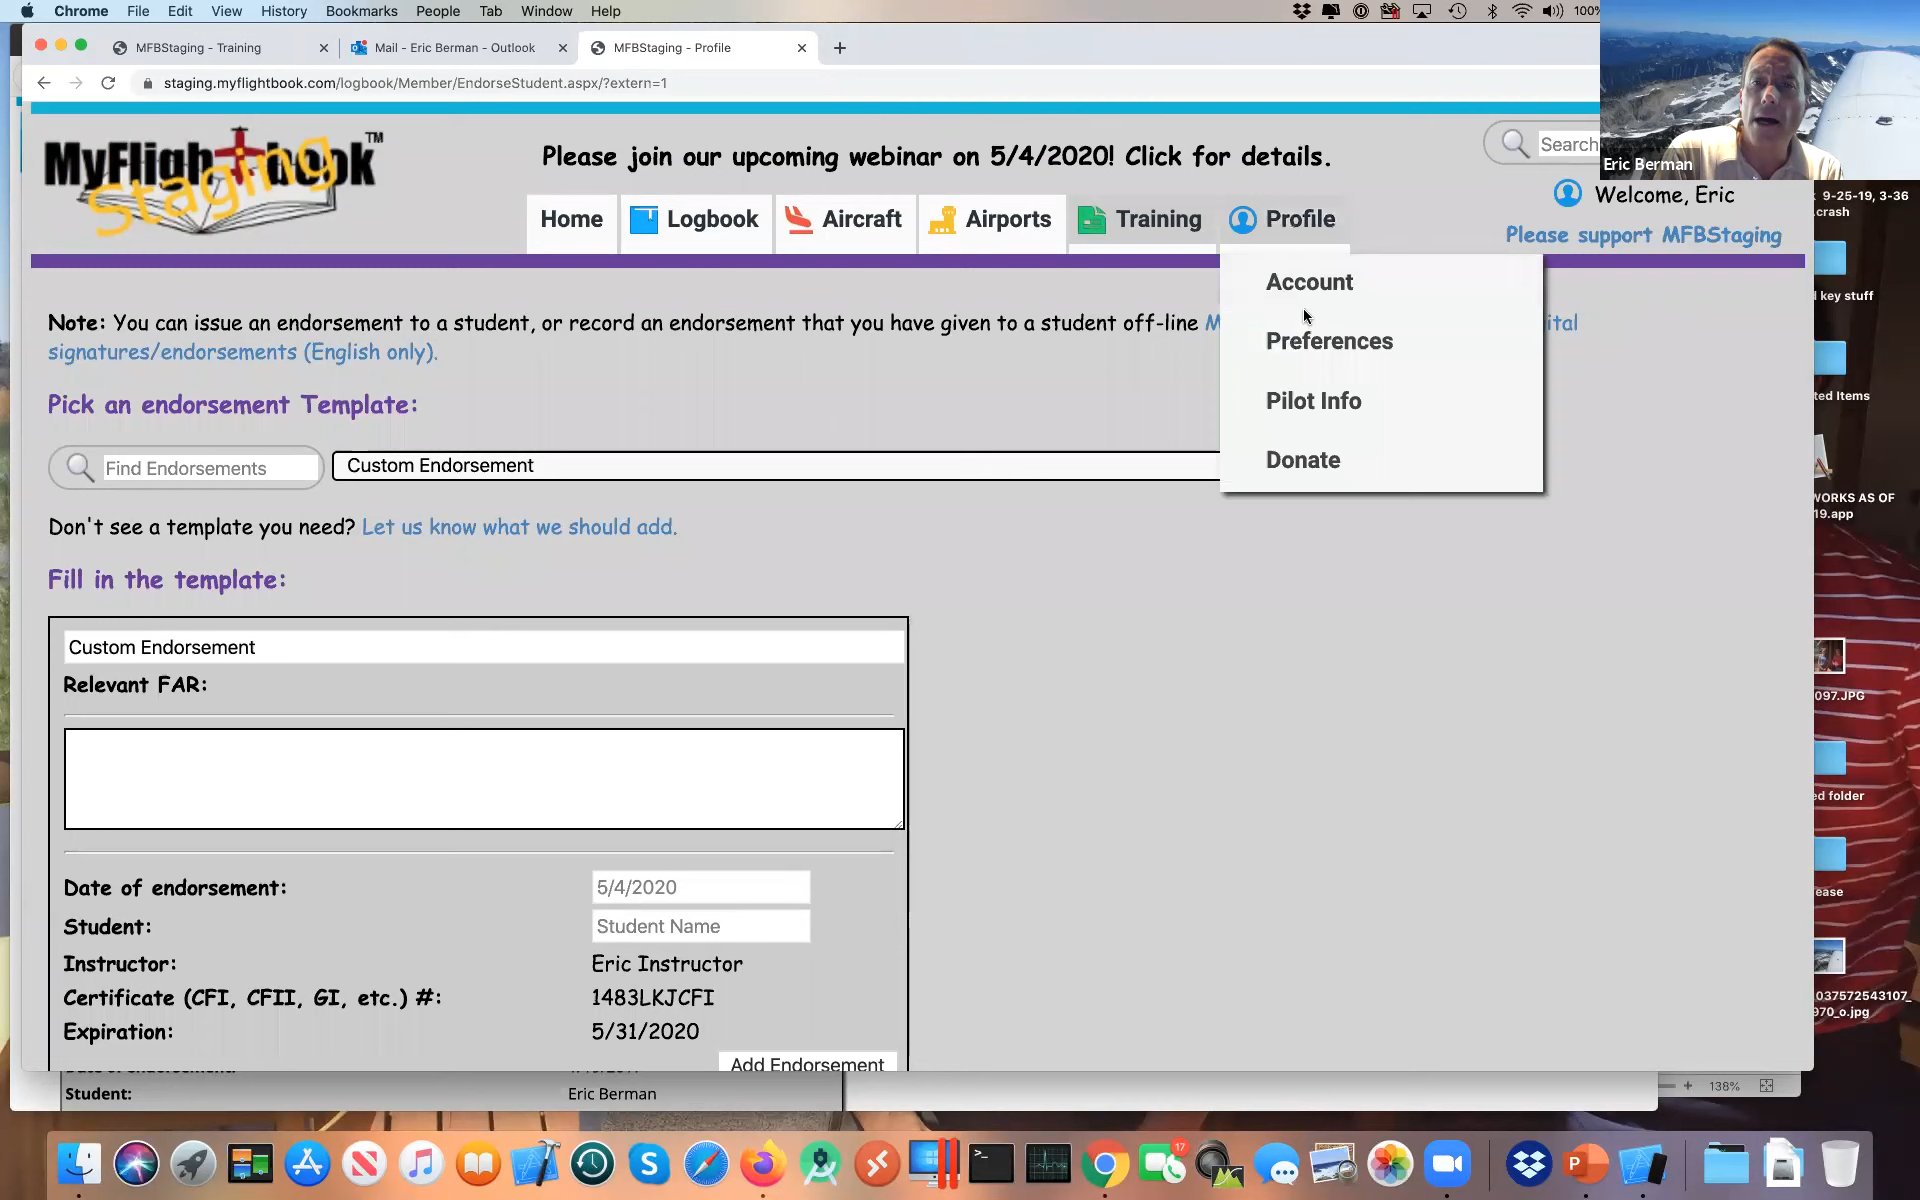 Chrome File Edit View History Bookmarks People Tab Window Help 100%
MFBStaging - Training Mail - Eric Berman - Outlook MFBStaging - Profile
staging.myflightbook.com/logbook/Member/EndorseStudent.aspx/?extern=1
MyFlightbook™
Staging
Please join our upcoming webinar on 5/4/2020! Click for details.
Search
Eric Berman
Welcome, Eric
Please support MFBStaging
Home Logbook Aircraft Airports Training Profile
Account
Preferences
Pilot Info
Donate
Note: You can issue an endorsement to a student, or record an endorsement that you have given to a student off-line
signatures/endorsements (English only).
Pick an endorsement Template:
Find Endorsements Custom Endorsement
Don't see a template you need? Let us know what we should add.
Fill in the template:
Custom Endorsement
Relevant FAR:
Date of endorsement: 5/4/2020
Student: Student Name
Instructor: Eric Instructor
Certificate (CFI, CFII, GI, etc.) #: 1483LKJCFI
Expiration: 5/31/2020
Add Endorsement
Student: Eric Berman
138%
9-25-19, 3-36
.crash
key stuff
ted Items
WORKS AS OF
19.app
097.JPG
ed folder
ease
037572543107_
970_o.jpg
17